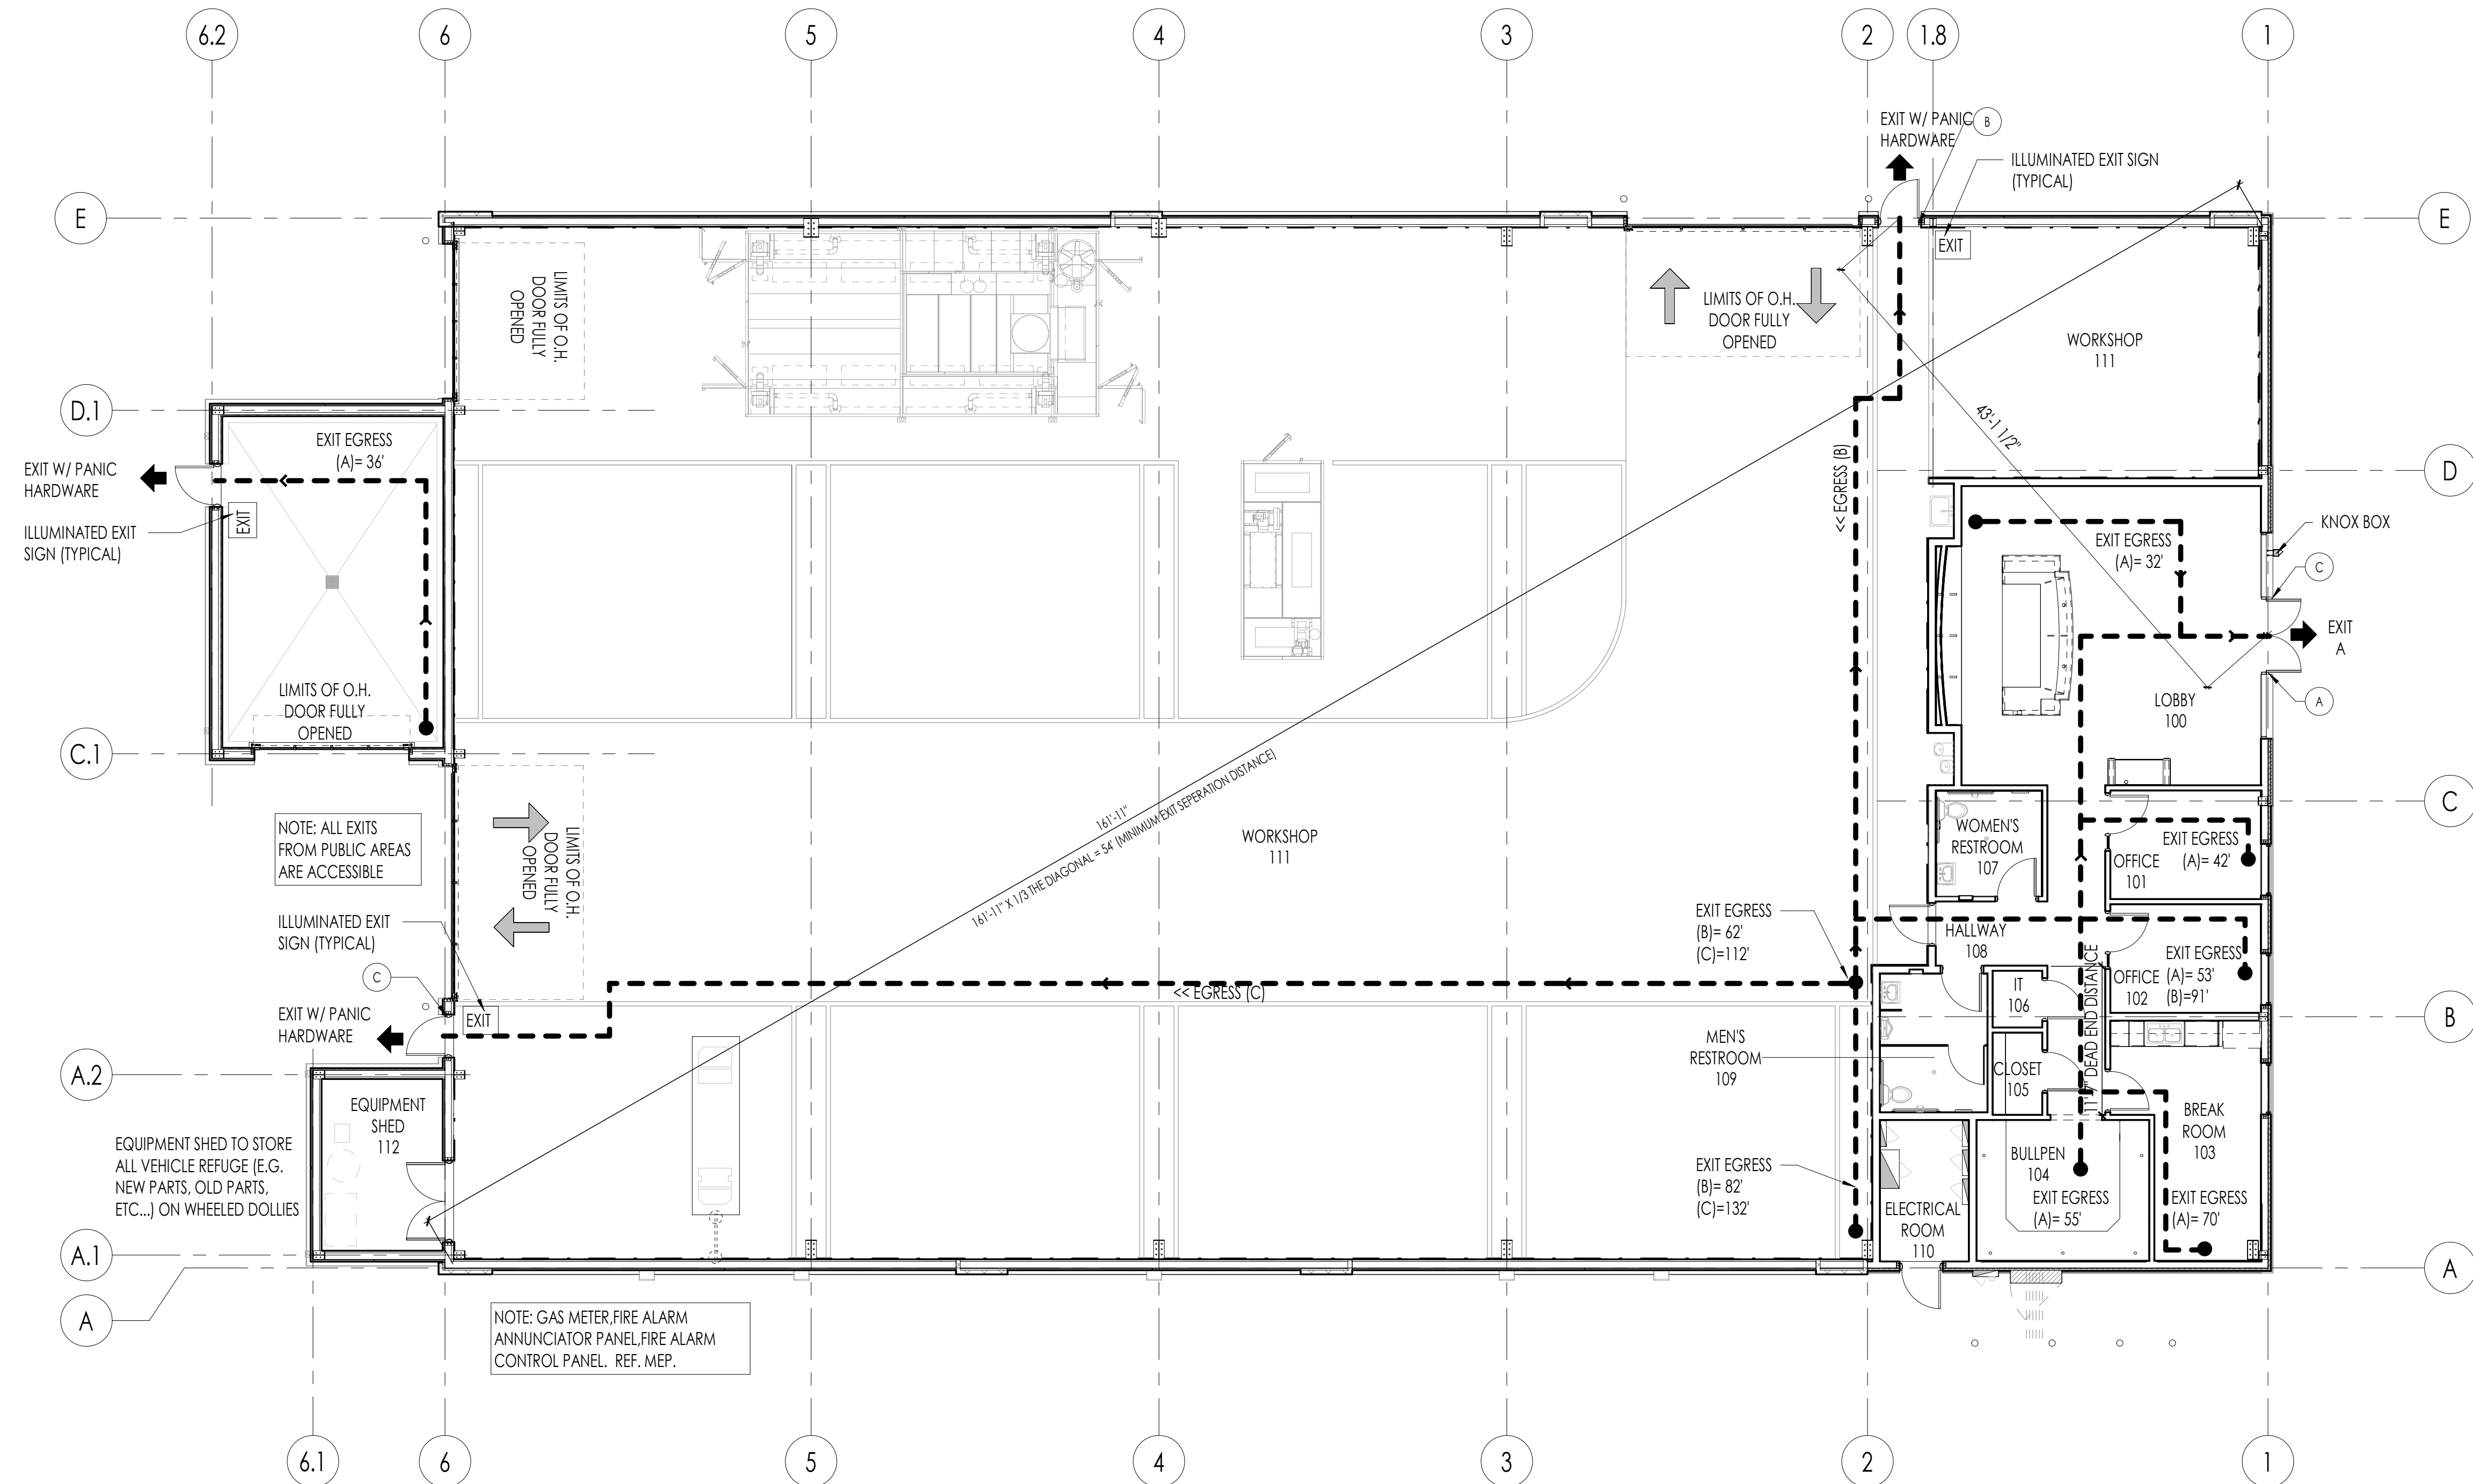 6.2
6
5
4
3
2
1.8
1
EXIT W/ PANIC
HARDWARE
B
ILLUMINATED EXIT SIGN
(TYPICAL)
E
E
EXIT
LIMITS OF O.H.
DOOR FULLY
OPENED
LIMITS OF O.H.
DOOR FULLY
OPENED
WORKSHOP
111
D.1
EXIT EGRESS
(A)= 36'
43'-1 1/2"
EXIT W/ PANIC
HARDWARE
<< EGRESS (B)
D
EXIT
ILLUMINATED EXIT
SIGN (TYPICAL)
KNOX BOX
EXIT EGRESS
(A)= 32'
C
EXIT
A
LIMITS OF O.H.
DOOR FULLY
OPENED
LOBBY
100
A
C.1
C
161'-11"
161'-11" X 1/3 THE DIAGONAL = 54' (MINIMUM EXIT SEPERATION DISTANCE)
NOTE: ALL EXITS
FROM PUBLIC AREAS
ARE ACCESSIBLE
LIMITS OF O.H.
DOOR FULLY
OPENED
WORKSHOP
111
WOMEN'S
RESTROOM
107
EXIT EGRESS
(A)= 42'
OFFICE
101
ILLUMINATED EXIT
SIGN (TYPICAL)
EXIT EGRESS
(B)= 62'
(C)=112'
HALLWAY
108
EXIT EGRESS
(A)= 53'
(B)=91'
OFFICE
102
C
<< EGRESS (C)
IT
106
11'-7" DEAD END DISTANCE
EXIT W/ PANIC
HARDWARE
EXIT
B
MEN'S
RESTROOM
109
A.2
CLOSET
105
EQUIPMENT
SHED
112
BREAK
ROOM
103
EQUIPMENT SHED TO STORE
ALL VEHICLE REFUGE (E.G.
NEW PARTS, OLD PARTS,
ETC...) ON WHEELED DOLLIES
EXIT EGRESS
(B)= 82'
(C)=132'
BULLPEN
104
EXIT EGRESS
(A)= 55'
EXIT EGRESS
(A)= 70'
ELECTRICAL
ROOM
110
A.1
A
A
NOTE: GAS METER,FIRE ALARM
ANNUNCIATOR PANEL,FIRE ALARM
CONTROL PANEL. REF. MEP.
6.1
6
5
4
3
2
1